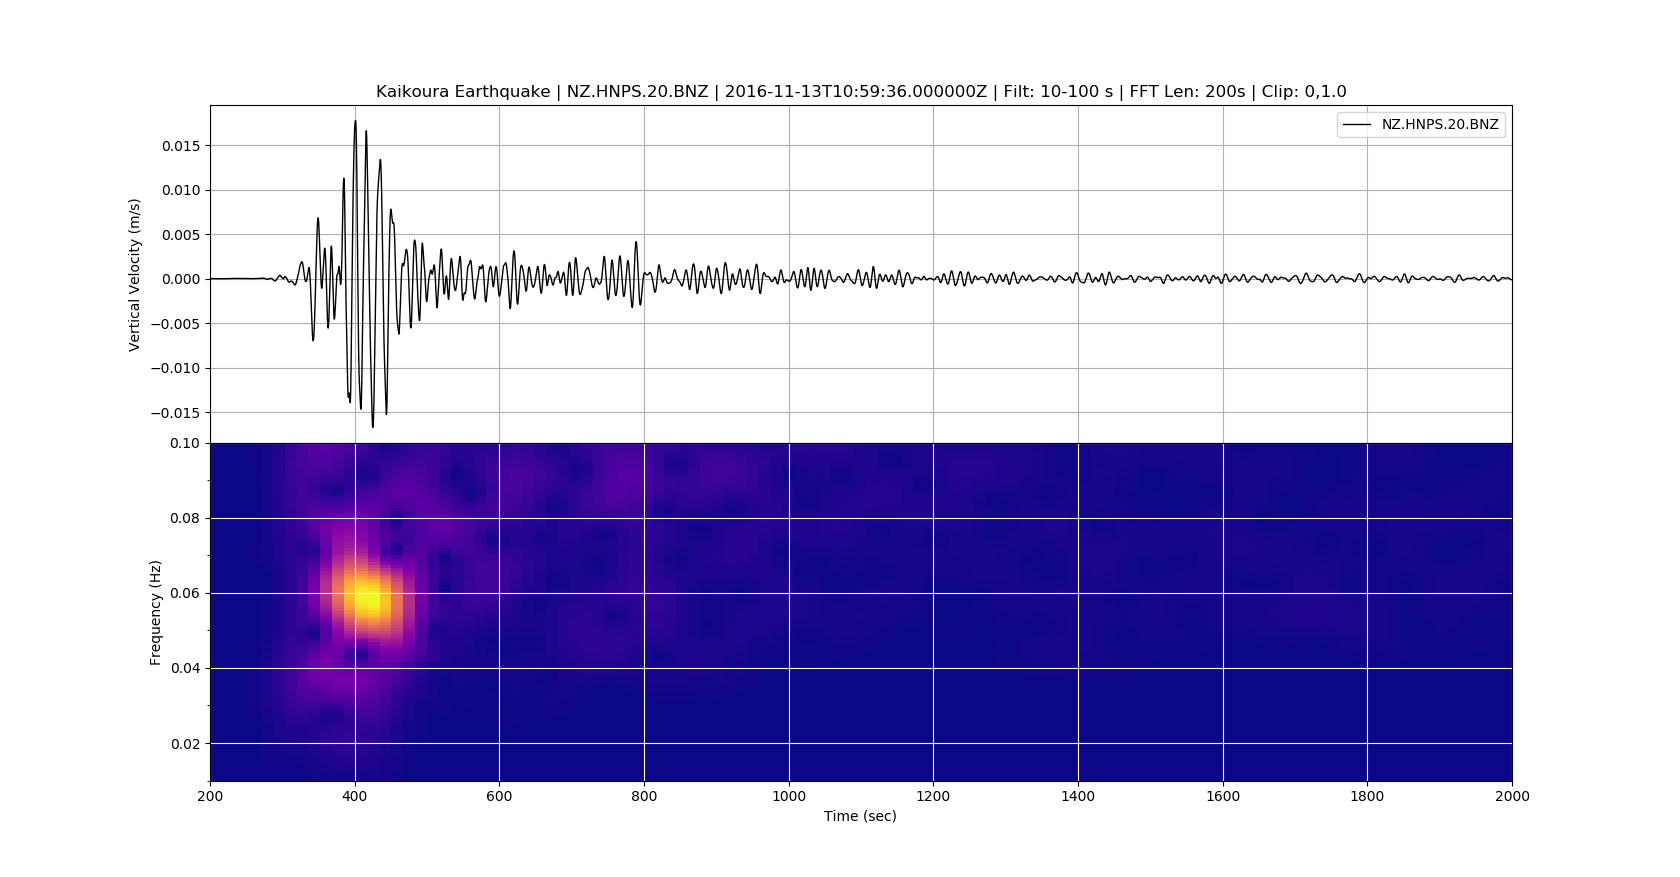 Kaikoura Earthquake | NZ.HNPS.20.BNZ | 2016-11-13T10:59:36.000000Z | Filt: 10-100 s | FFT Len: 200s | Clip: 0,1.0
NZ.HNPS.20.BNZ
Vertical Velocity (m/s)
0.015
0.010
0.005
0.000
−0.005
−0.010
−0.015
Frequency (Hz)
0.10
0.08
0.06
0.04
0.02
200 400 600 800 1000 1200 1400 1600 1800 2000
Time (sec)